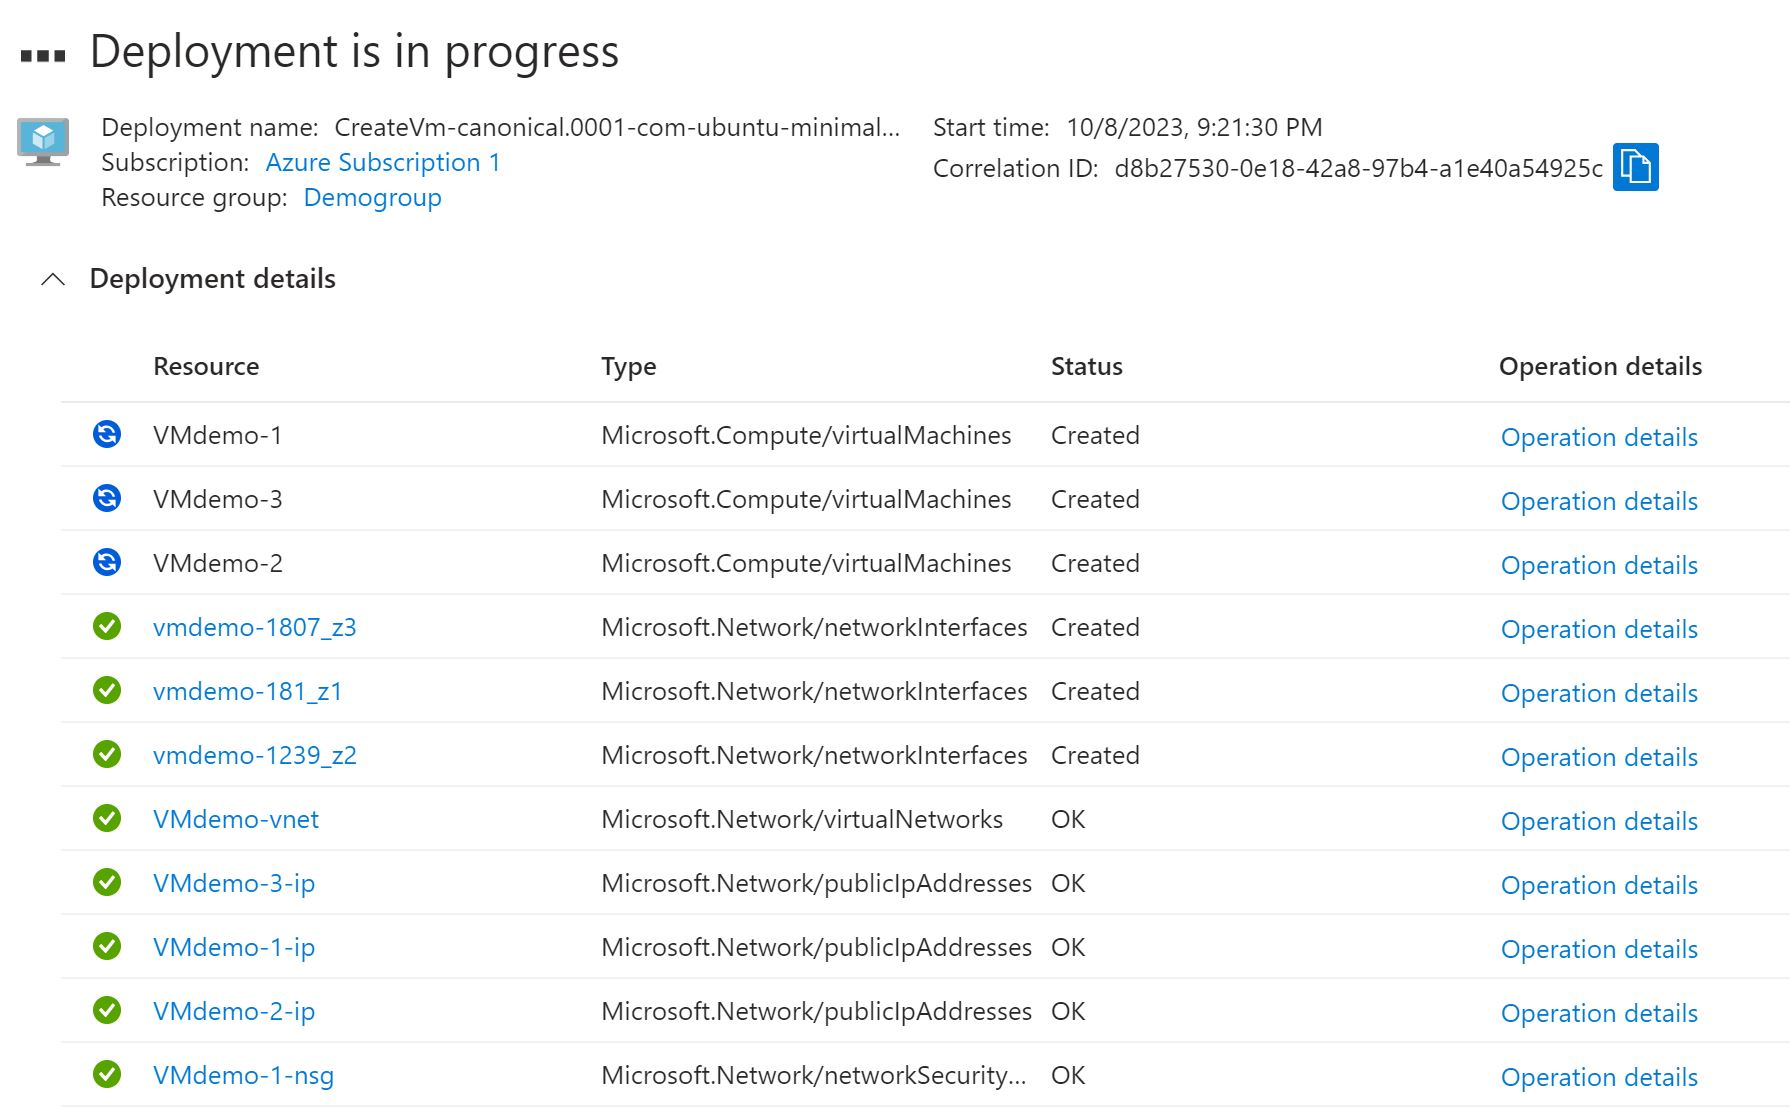 Deployment is in progress
Deployment name: CreateVm-canonical.0001-com-ubuntu-minimal... Start time: 10/8/2023, 9:21:30 PM
Subscription: Azure Subscription 1 Correlation ID: d8b27530-0e18-42a8-97b4-a1e40a54925c
Resource group: Demogroup
Deployment details
Resource Type Status Operation details
VMdemo-1 Microsoft.Compute/virtualMachines Created Operation details
VMdemo-3 Microsoft.Compute/virtualMachines Created Operation details
VMdemo-2 Microsoft.Compute/virtualMachines Created Operation details
vmdemo-1807_z3 Microsoft.Network/networkInterfaces Created Operation details
vmdemo-181_z1 Microsoft.Network/networkInterfaces Created Operation details
vmdemo-1239_z2 Microsoft.Network/networkInterfaces Created Operation details
VMdemo-vnet Microsoft.Network/virtualNetworks OK Operation details
VMdemo-3-ip Microsoft.Network/publicIpAddresses OK Operation details
VMdemo-1-ip Microsoft.Network/publicIpAddresses OK Operation details
VMdemo-2-ip Microsoft.Network/publicIpAddresses OK Operation details
VMdemo-1-nsg Microsoft.Network/networkSecurity... OK Operation details